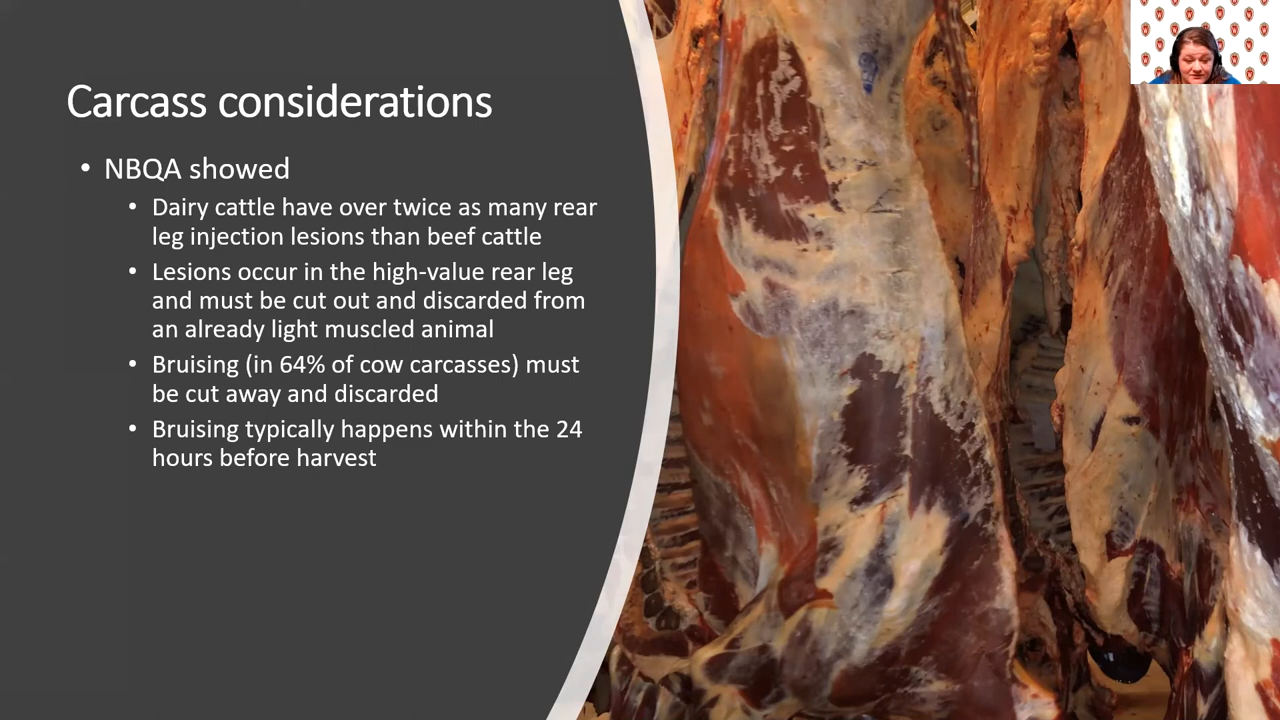 Carcass considerations
• NBQA showed
• Dairy cattle have over twice as many rear
leg injection lesions than beef cattle
• Lesions occur in the high-value rear leg
and must be cut out and discarded from
an already light muscled animal
• Bruising (in 64% of cow carcasses) must
be cut away and discarded
• Bruising typically happens within the 24
hours before harvest